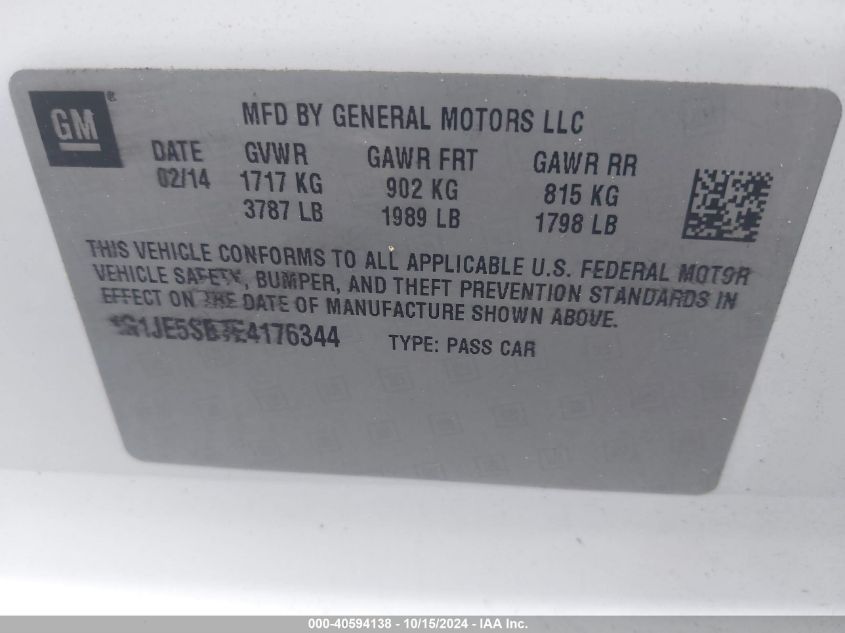 GM®
MFD BY GENERAL MOTORS LLC
DATE GVWR GAWR FRT GAWR RR
02/14 1717 KG 902 KG 815 KG
3787 LB 1989 LB 1798 LB
THIS VEHICLE CONFORMS TO ALL APPLICABLE U.S. FEDERAL MOTOR
VEHICLE SAFETY, BUMPER, AND THEFT PREVENTION STANDARDS IN
EFFECT ON THE DATE OF MANUFACTURE SHOWN ABOVE.
1G1JE5SB7E4176344 TYPE: PASS CAR
000-40594138 - 10/15/2024 - IAA Inc.